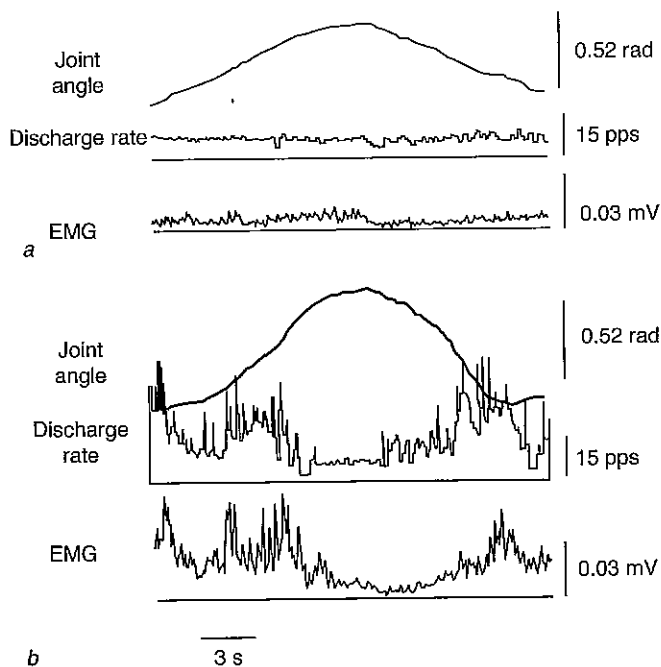 Joint
angle
0.52 rad
Discharge rate
15 pps
EMG
0.03 mV
a
Joint
angle
0.52 rad
Discharge
rate
15 pps
EMG
0.03 mV
b
3 s